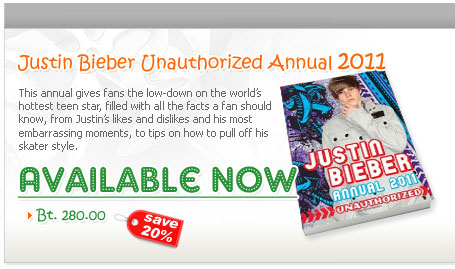 Justin Bieber Unauthorized Annual 2011
This annual gives fans the low-down on the world's
hottest teen star, filled with all the facts a fan should
know, from Justin's likes and dislikes and his most
embarrassing moments, to tips on how to pull off his
skater style.
AVAILABLE NOW
Bt. 280.00
save
20%
JUSTIN
BIEBER
ANNUAL 2011
UNAUTHORIZED